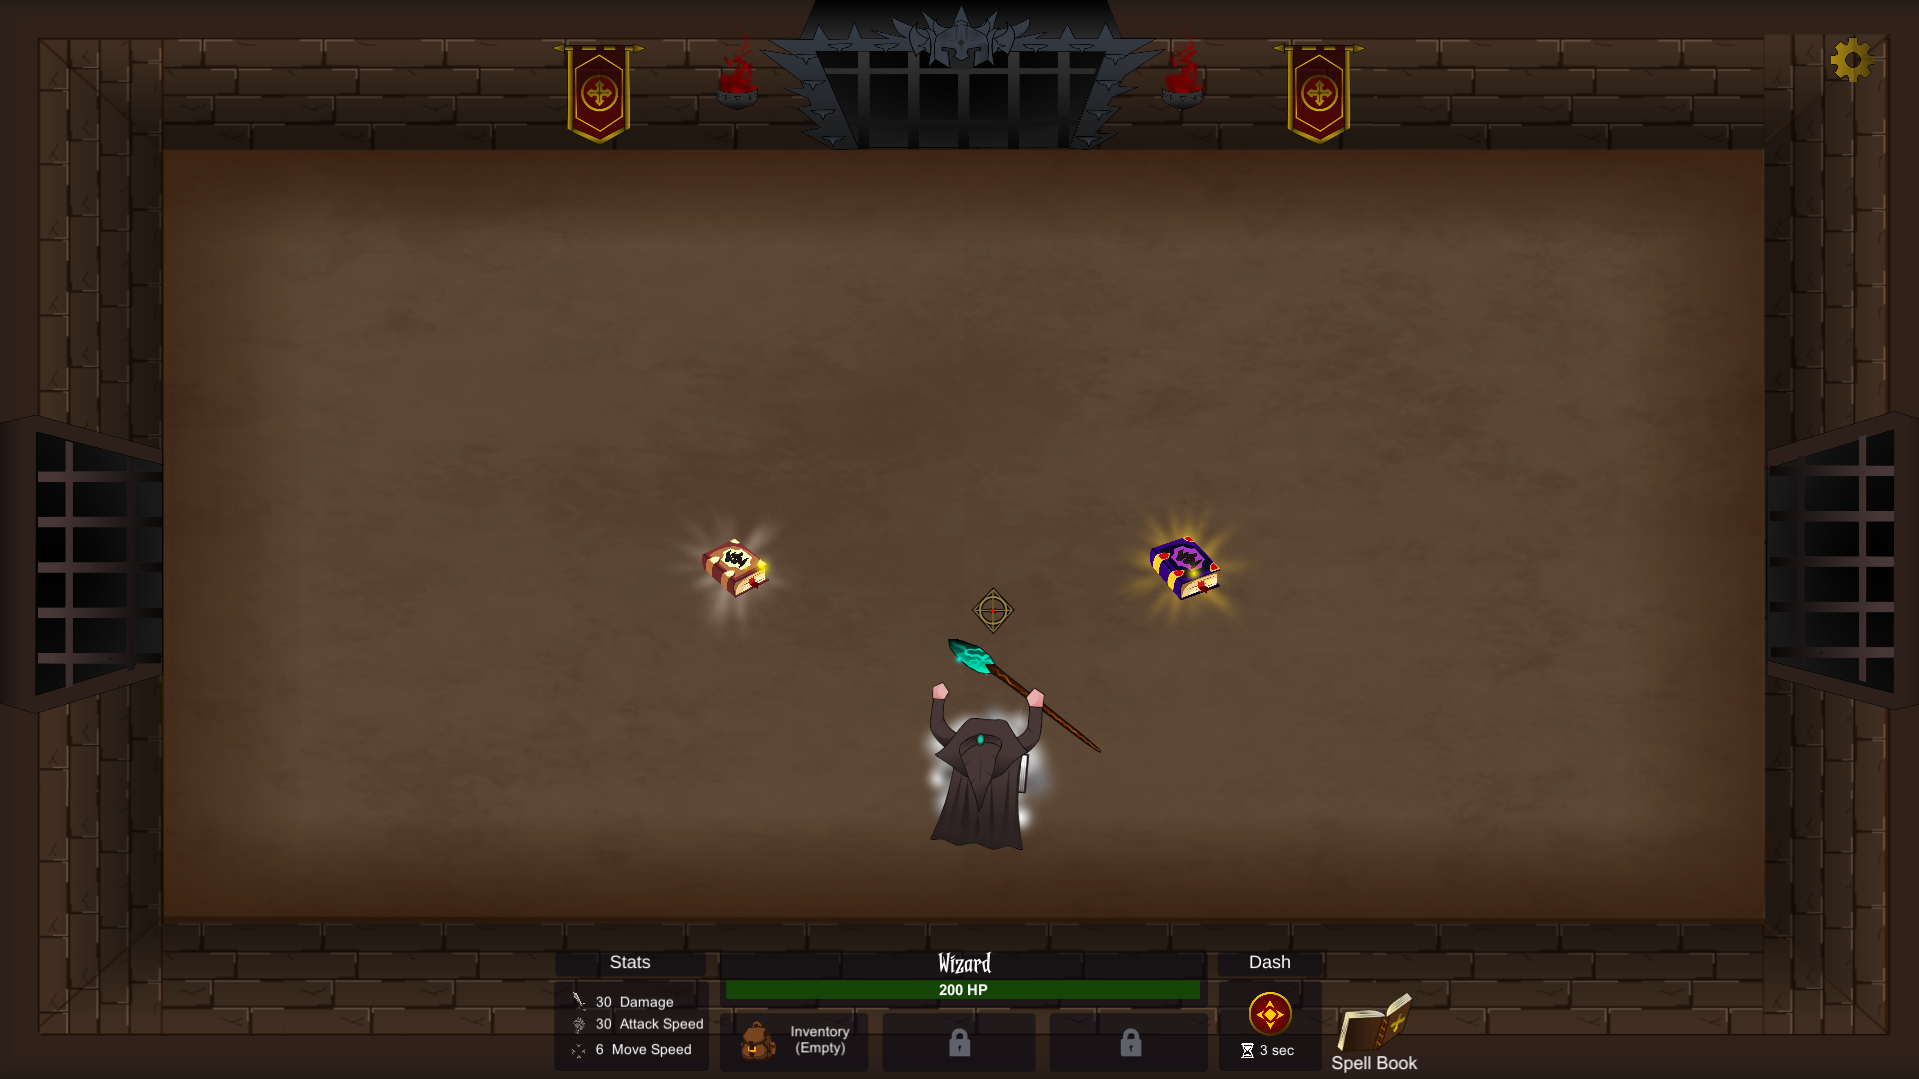 Stats
30 Damage
30 Attack Speed
6 Move Speed
Wizard
200 HP
Inventory
(Empty)
Dash
3 sec
Spell Book